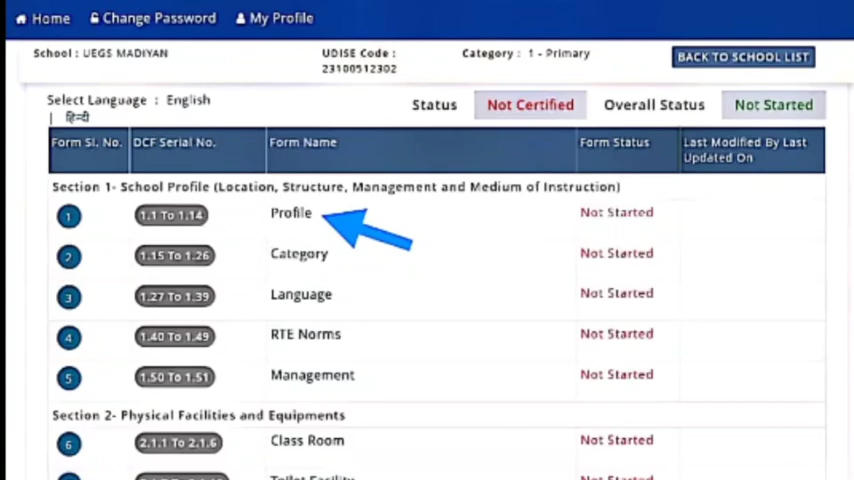 Home Change Password My Profile
School : UEGS MADIYAN UDISE Code : 23100512302 Category : 1 - Primary BACK TO SCHOOL LIST
Select Language : English | हिन्दी Status Not Certified Overall Status Not Started
Form Sl. No. DCF Serial No. Form Name Form Status Last Modified By Last Updated On
Section 1- School Profile (Location, Structure, Management and Medium of Instruction)
1 1.1 To 1.14 Profile Not Started
2 1.15 To 1.26 Category Not Started
3 1.27 To 1.39 Language Not Started
4 1.40 To 1.49 RTE Norms Not Started
5 1.50 To 1.51 Management Not Started
Section 2- Physical Facilities and Equipments
6 2.1.1 To 2.1.6 Class Room Not Started
Toilet Facility Not Started